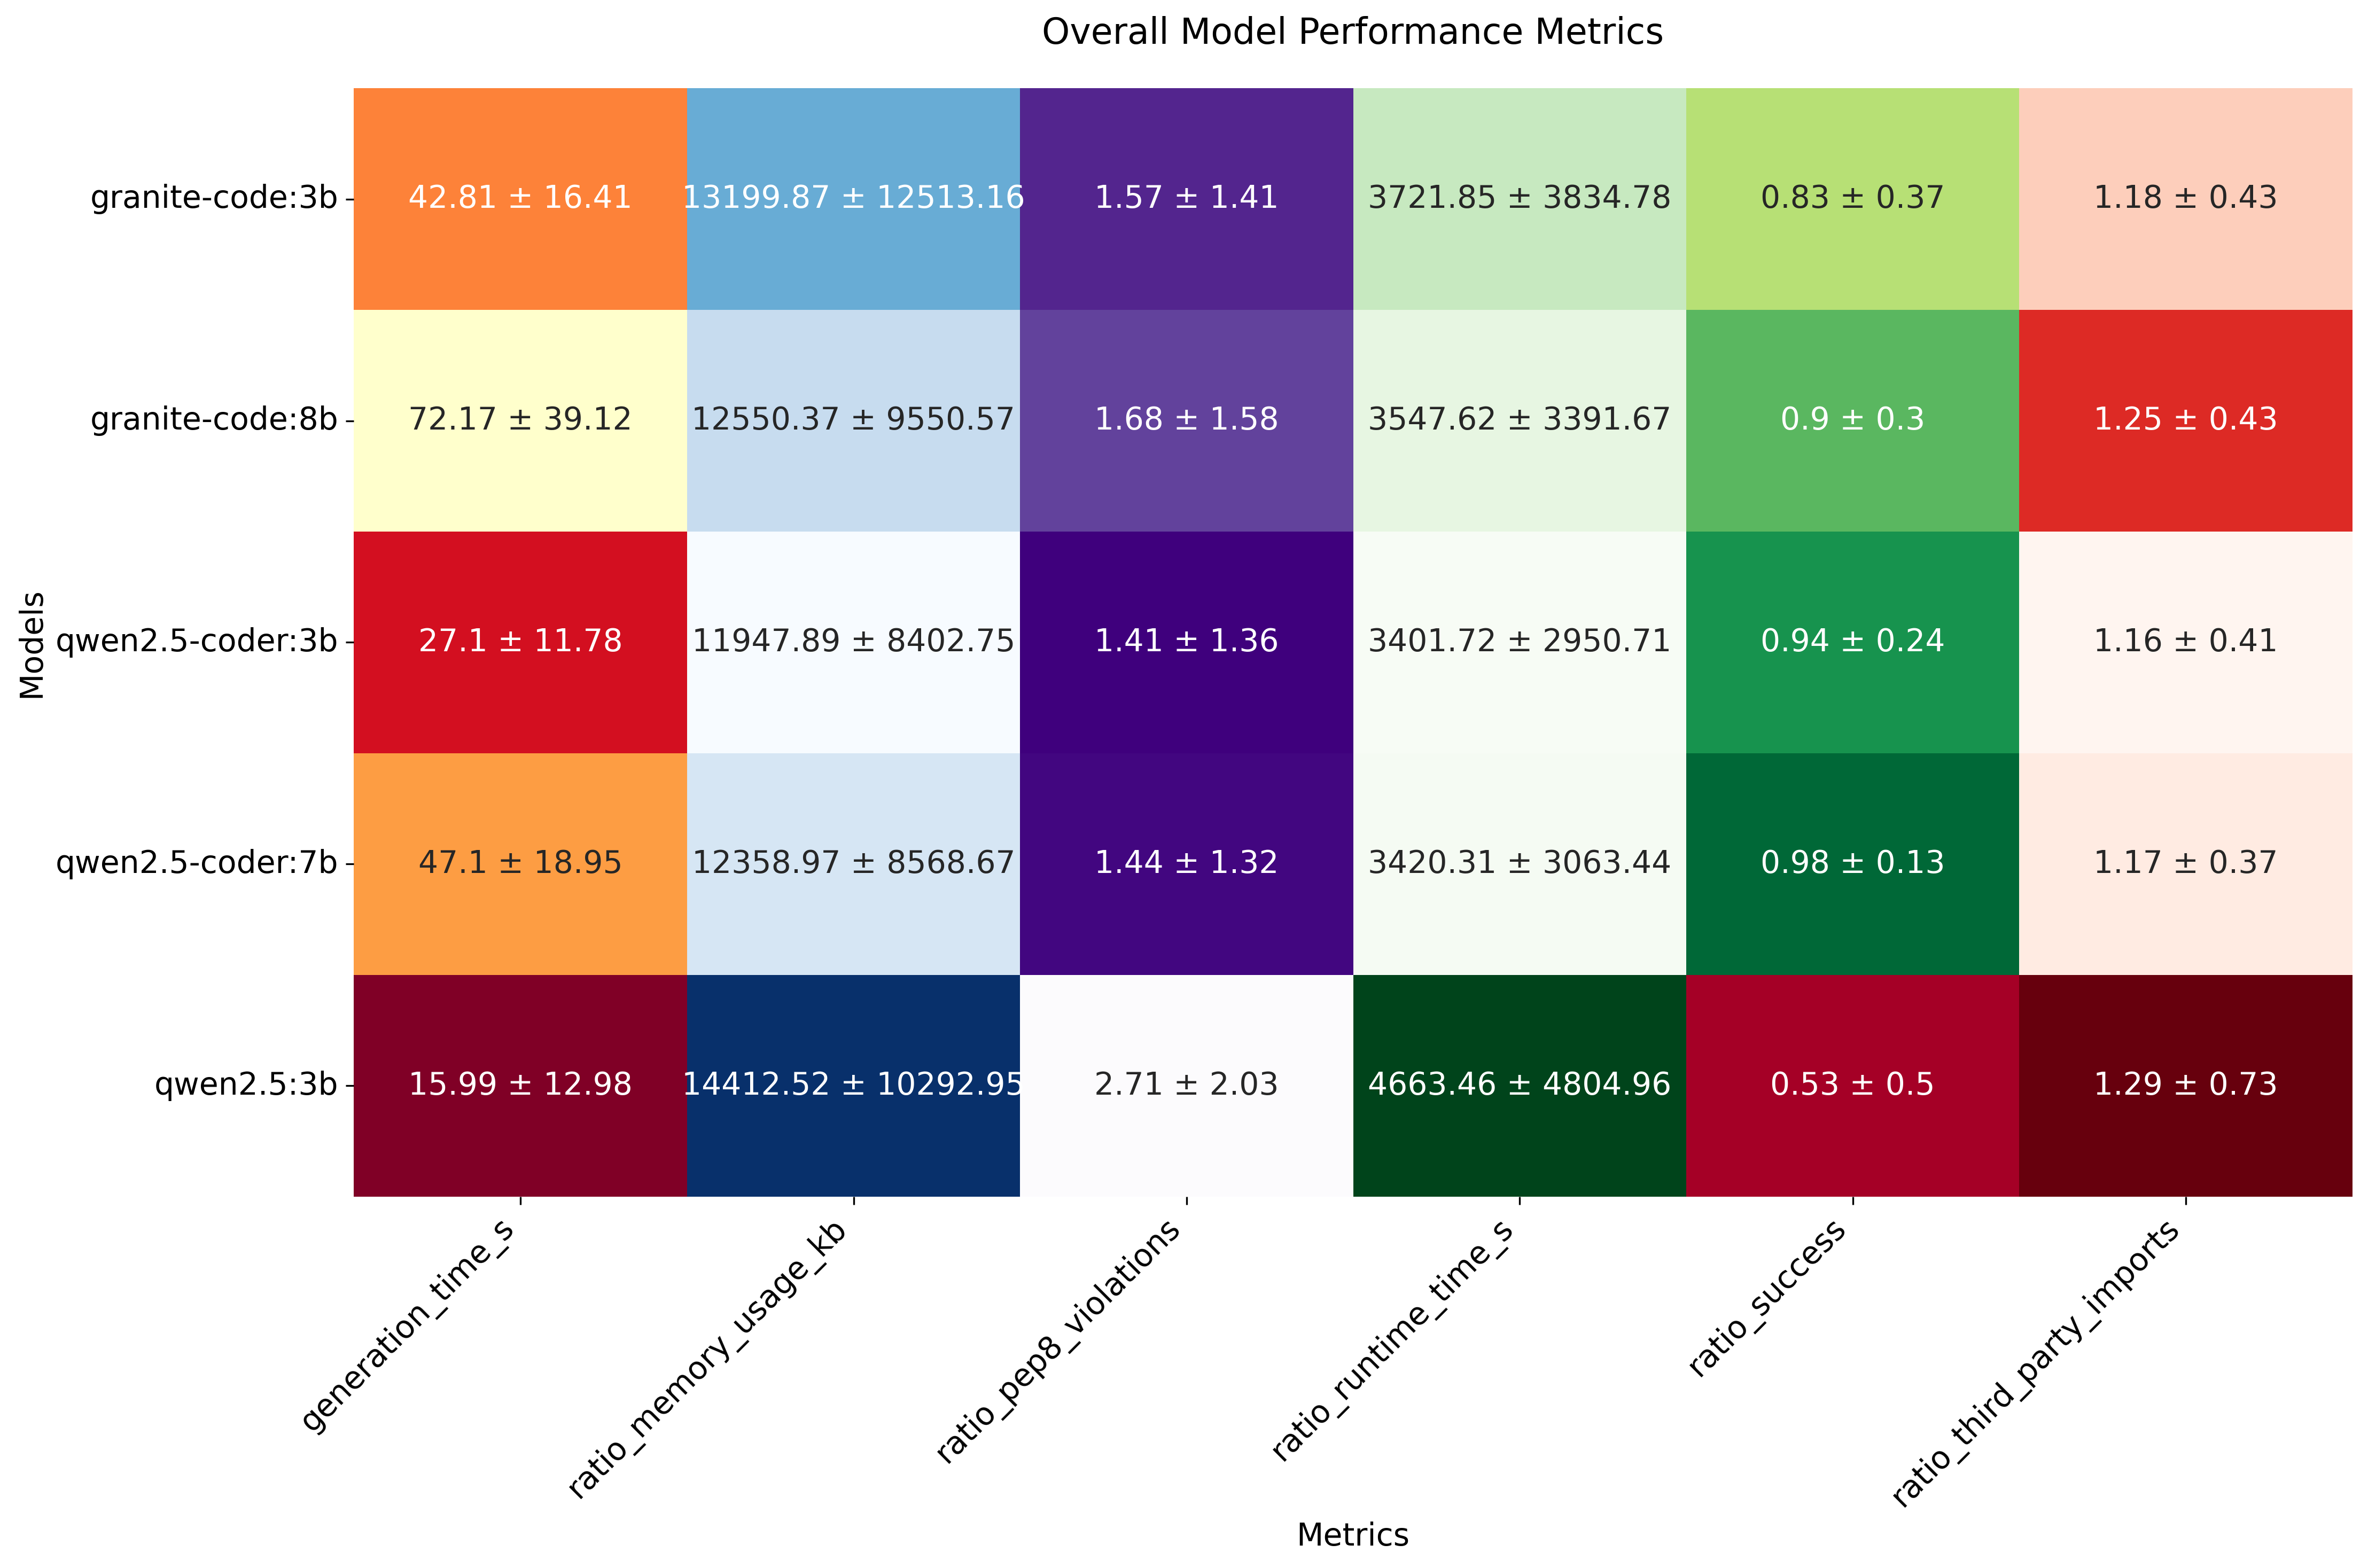 Overall Model Performance Metrics
Models
granite-code:3b 42.81 ± 16.41 13199.87 ± 12513.16 1.57 ± 1.41 3721.85 ± 3834.78 0.83 ± 0.37 1.18 ± 0.43
granite-code:8b 72.17 ± 39.12 12550.37 ± 9550.57 1.68 ± 1.58 3547.62 ± 3391.67 0.9 ± 0.3 1.25 ± 0.43
qwen2.5-coder:3b 27.1 ± 11.78 11947.89 ± 8402.75 1.41 ± 1.36 3401.72 ± 2950.71 0.94 ± 0.24 1.16 ± 0.41
qwen2.5-coder:7b 47.1 ± 18.95 12358.97 ± 8568.67 1.44 ± 1.32 3420.31 ± 3063.44 0.98 ± 0.13 1.17 ± 0.37
qwen2.5:3b 15.99 ± 12.98 14412.52 ± 10292.95 2.71 ± 2.03 4663.46 ± 4804.96 0.53 ± 0.5 1.29 ± 0.73
generation_time_s
ratio_memory_usage_kb
ratio_pep8_violations
ratio_runtime_time_s
ratio_success
ratio_third_party_imports
Metrics